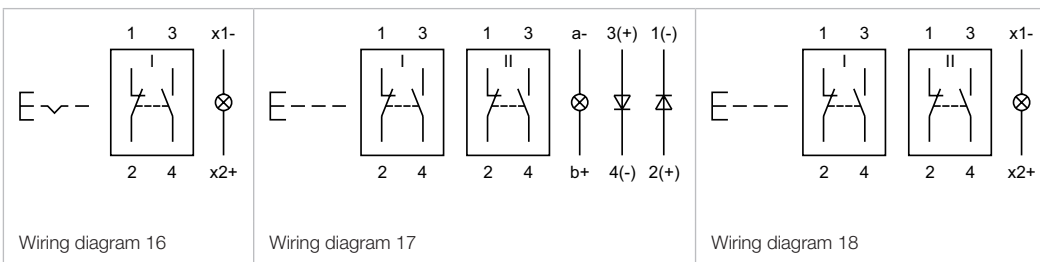 1 3 x1- 1 3 1 3 a- 3(+) 1(-) 1 3 1 3 x1-
I I II I II
2 4 x2+ 2 4 2 4 b+ 4(-) 2(+) 2 4 2 4 x2+
Wiring diagram 16 Wiring diagram 17 Wiring diagram 18